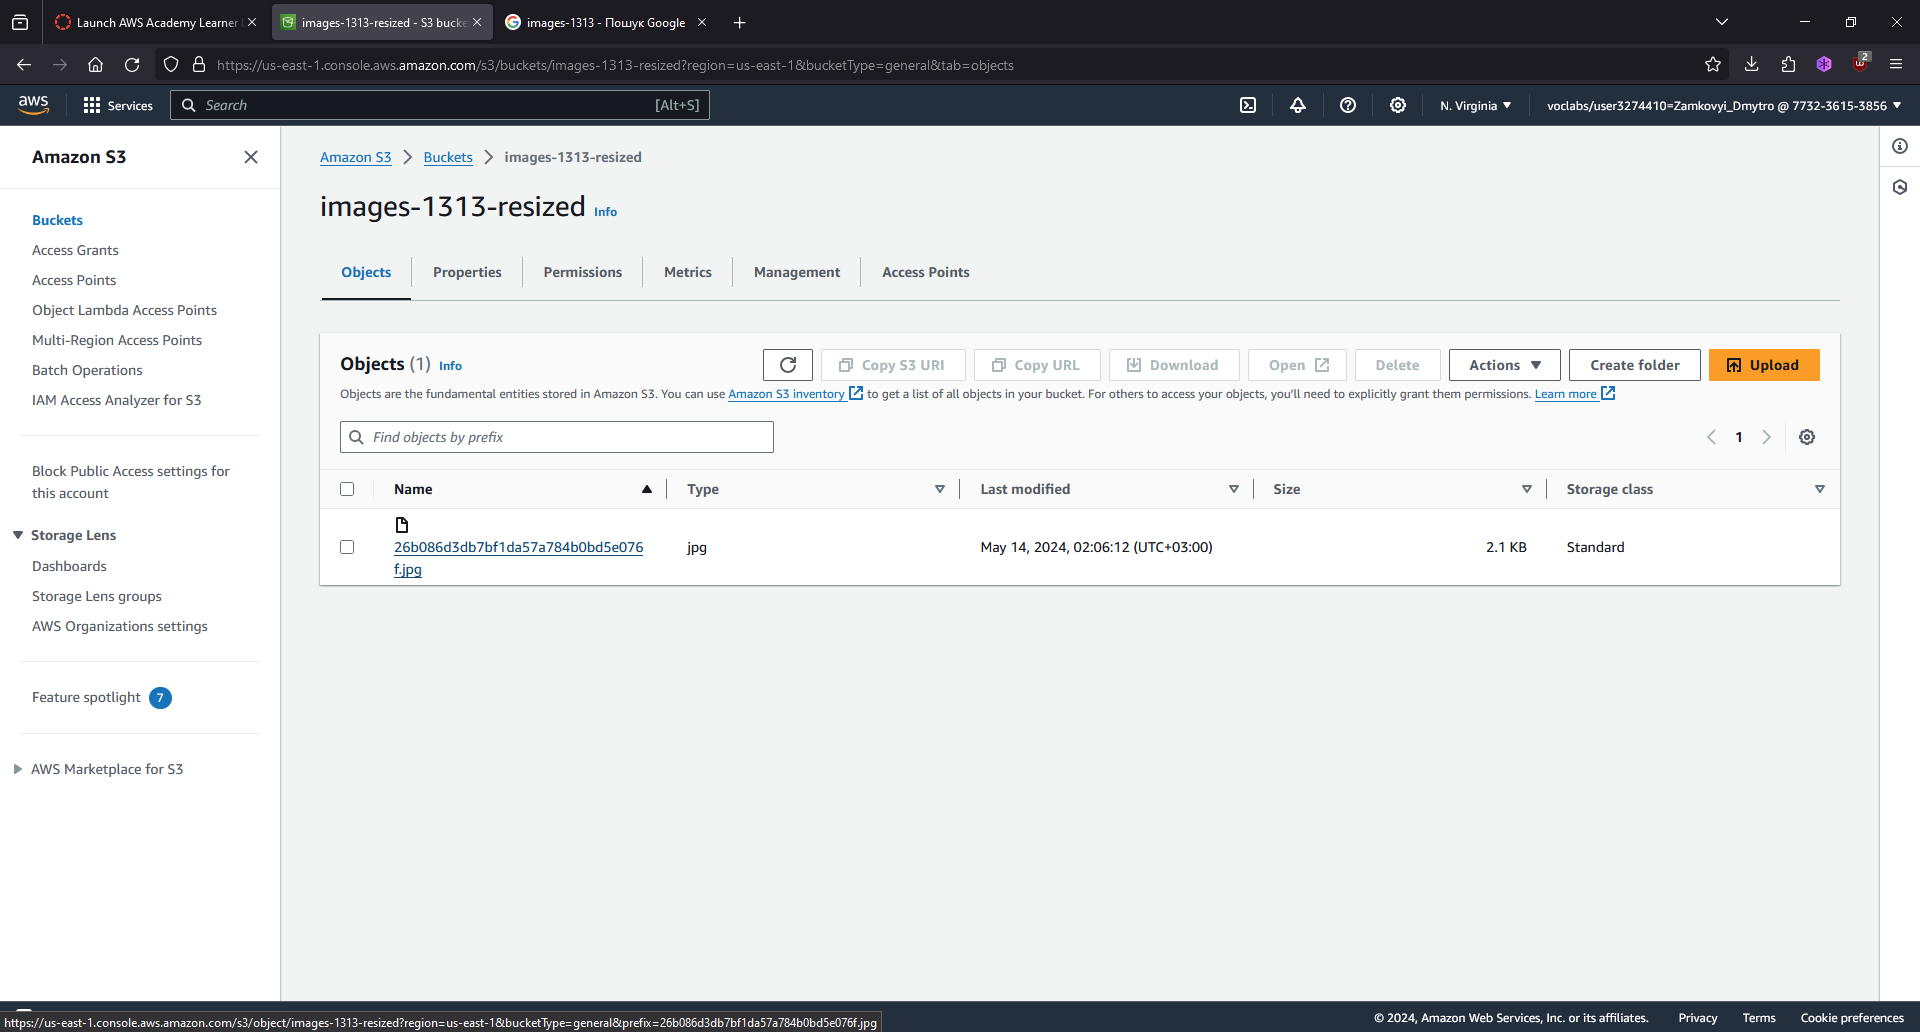 Launch AWS Academy Learner
images-1313-resized - S3 bucke
images-1313 - Пошук Google
https://us-east-1.console.aws.amazon.com/s3/buckets/images-1313-resized?region=us-east-1&bucketType=general&tab=objects
2
aws
Services
Search
[Alt+S]
N. Virginia
voclabs/user3274410=Zamkovyi_Dmytro @ 7732-3615-3856
Amazon S3
Buckets
Access Grants
Access Points
Object Lambda Access Points
Multi-Region Access Points
Batch Operations
IAM Access Analyzer for S3
Block Public Access settings for
this account
Storage Lens
Dashboards
Storage Lens groups
AWS Organizations settings
Feature spotlight 7
AWS Marketplace for S3
Amazon S3 Buckets images-1313-resized
images-1313-resized Info
Objects Properties Permissions Metrics Management Access Points
Objects (1) Info
Copy S3 URI Copy URL Download Open Delete Actions Create folder Upload
Objects are the fundamental entities stored in Amazon S3. You can use Amazon S3 inventory to get a list of all objects in your bucket. For others to access your objects, you'll need to explicitly grant them permissions. Learn more
Find objects by prefix
1
Name Type Last modified Size Storage class
26b086d3db7bf1da57a784b0bd5e076
f.jpg
jpg May 14, 2024, 02:06:12 (UTC+03:00) 2.1 KB Standard
https://us-east-1.console.aws.amazon.com/s3/object/images-1313-resized?region=us-east-1&bucketType=general&prefix=26b086d3db7bf1da57a784b0bd5e076f.jpg
© 2024, Amazon Web Services, Inc. or its affiliates. Privacy Terms Cookie preferences